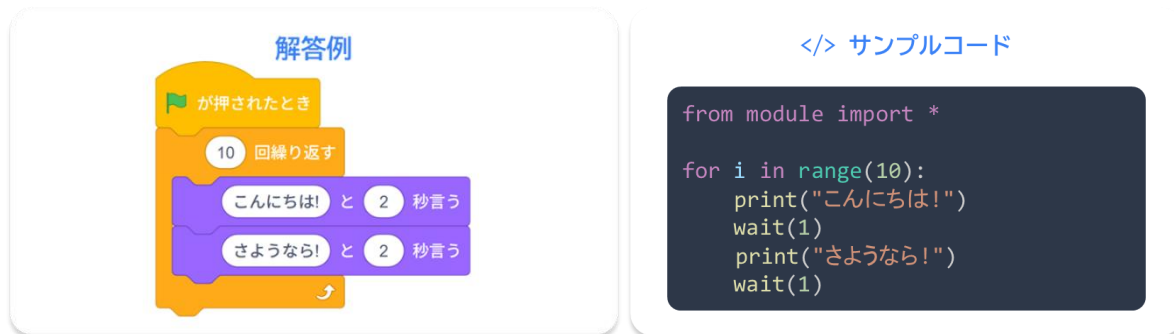 解答例
が押されたとき
10 回繰り返す
こんにちは! と 2 秒言う
さようなら! と 2 秒言う
</> サンプルコード
from module import *
for i in range(10):
    print("こんにちは!")
    wait(1)
    print("さようなら!")
    wait(1)